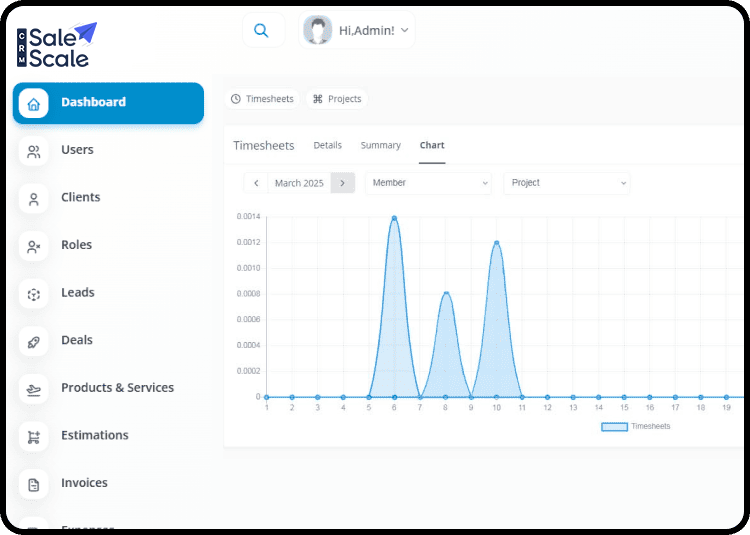 CRM
Sale
Scale
Hi,Admin!
Dashboard
Users
Clients
Roles
Leads
Deals
Products & Services
Estimations
Invoices
Expenses
Timesheets Projects
Timesheets Details Summary Chart
March 2025 Member Project
0.0014
0.0012
0.0010
0.0008
0.0006
0.0004
0.0002
0
1 2 3 4 5 6 7 8 9 10 11 12 13 14 15 16 17 18 19
Timesheets